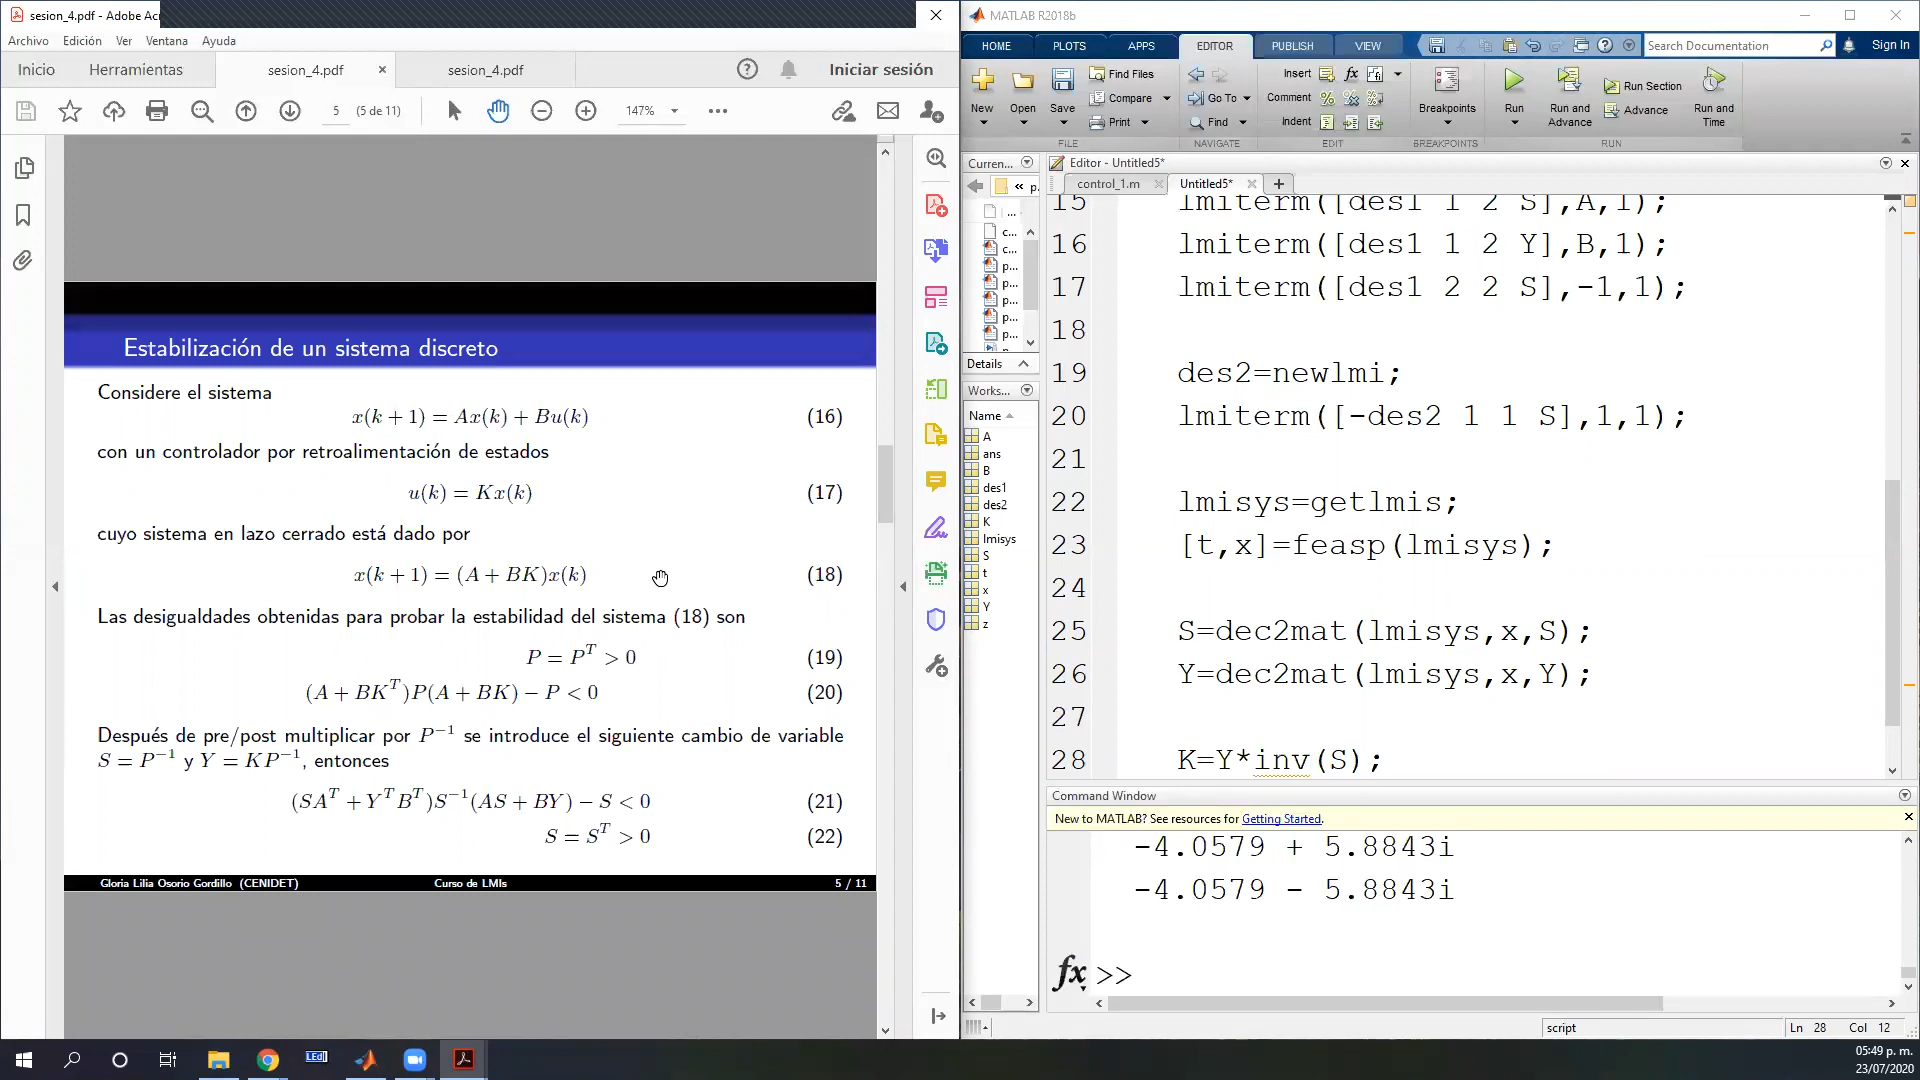 sesion_4.pdf - Adobe Acr
Archivo Edición Ver Ventana Ayuda
Inicio Herramientas sesion_4.pdf × sesion_4.pdf Iniciar sesión
5 (5 de 11) 147%
Estabilización de un sistema discreto
Considere el sistema
x(k + 1) = Ax(k) + Bu(k) (16)
con un controlador por retroalimentación de estados
u(k) = Kx(k) (17)
cuyo sistema en lazo cerrado está dado por
x(k + 1) = (A + BK)x(k) (18)
Las desigualdades obtenidas para probar la estabilidad del sistema (18) son
P = P^T > 0 (19)
(A + BK^T)P(A + BK) − P < 0 (20)
Después de pre/post multiplicar por P^−1 se introduce el siguiente cambio de variable
S = P^−1 y Y = KP^−1, entonces
(SA^T + Y^T B^T)S^−1(AS + BY) − S < 0 (21)
S = S^T > 0 (22)
Gloria Lilia Osorio Gordillo (CENIDET) Curso de LMIs 5 / 11
MATLAB R2018b
HOME PLOTS APPS EDITOR PUBLISH VIEW Search Documentation Sign In
New Open Save Find Files Compare Print
FILE
Go To Find
NAVIGATE
Insert Comment Indent
EDIT
Breakpoints
BREAKPOINTS
Run Run and Advance Run Section Advance Run and Time
RUN
Curren...
« p.
...
c...
c...
p...
p...
p...
p...
p...
Details
Works...
Name
A
ans
B
des1
des2
K
lmisys
S
t
x
Y
z
Editor - Untitled5*
control_1.m Untitled5* +
15 lmiterm([des1 1 2 S],A,1);
16 lmiterm([des1 1 2 Y],B,1);
17 lmiterm([des1 2 2 S],-1,1);
18
19 des2=newlmi;
20 lmiterm([-des2 1 1 S],1,1);
21
22 lmisys=getlmis;
23 [t,x]=feasp(lmisys);
24
25 S=dec2mat(lmisys,x,S);
26 Y=dec2mat(lmisys,x,Y);
27
28 K=Y*inv(S);
Command Window
New to MATLAB? See resources for Getting Started.
-4.0579 + 5.8843i
-4.0579 - 5.8843i
fx >>
script Ln 28 Col 12
LEd
05:49 p. m.
23/07/2020